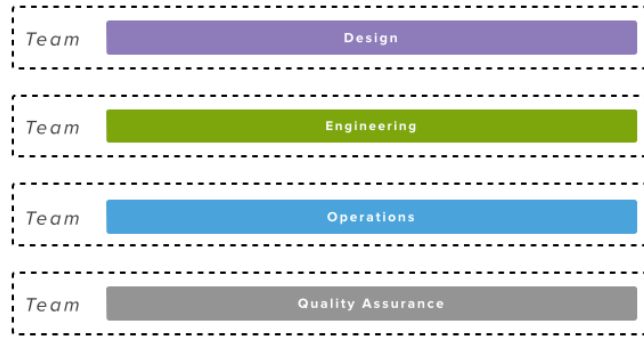 Team Design
Team Engineering
Team Operations
Team Quality Assurance